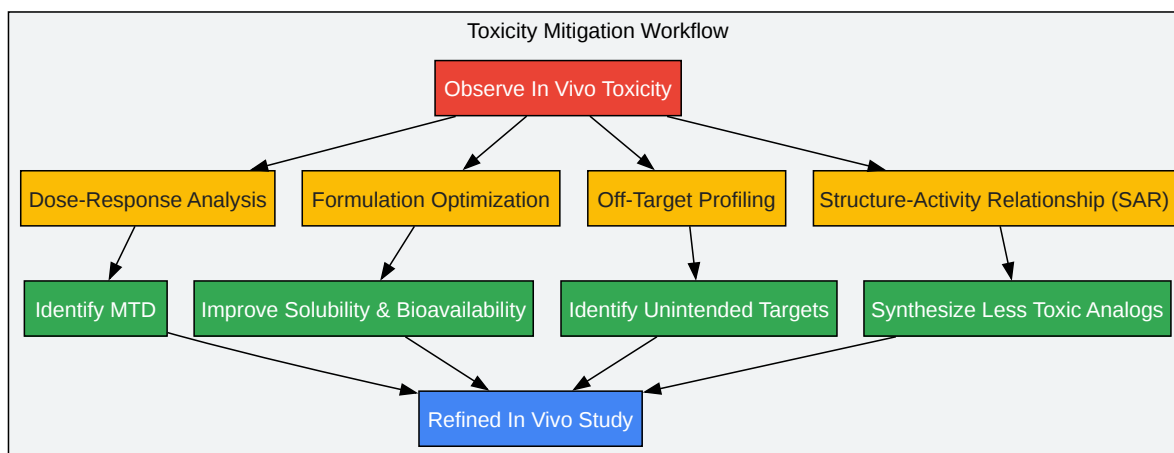 Toxicity Mitigation Workflow
Observe In Vivo Toxicity
Dose-Response Analysis
Formulation Optimization
Off-Target Profiling
Structure-Activity Relationship (SAR)
Identify MTD
Improve Solubility & Bioavailability
Identify Unintended Targets
Synthesize Less Toxic Analogs
Refined In Vivo Study